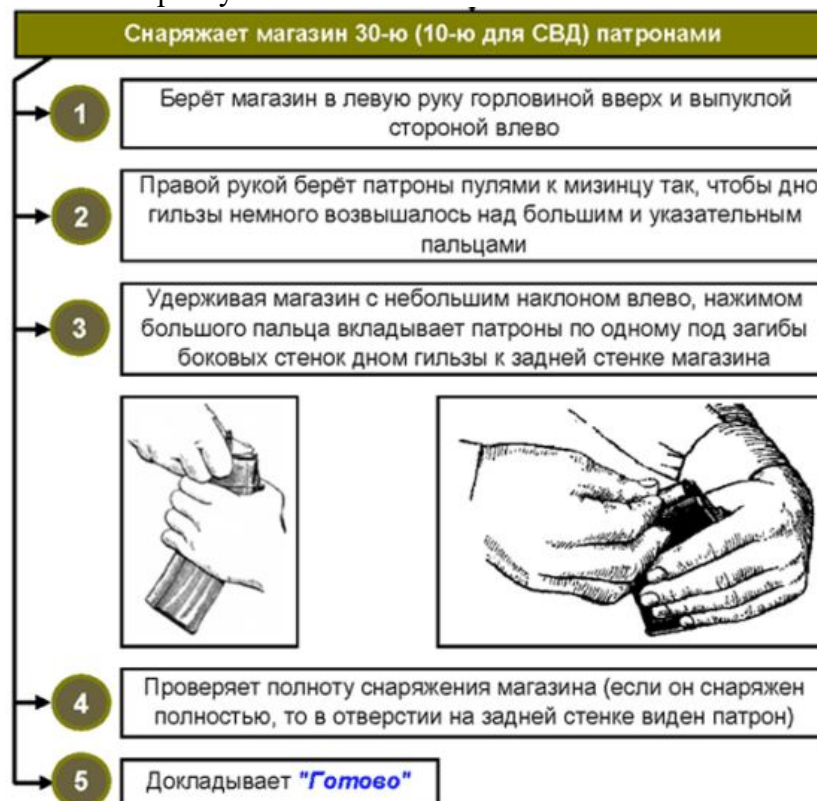 Снаряжает магазин 30-ю (10-ю для СВД) патронами
1
Берёт магазин в левую руку горловиной вверх и выпуклой
стороной влево
2
Правой рукой берёт патроны пулями к мизинцу так, чтобы дно
гильзы немного возвышалось над большим и указательным
пальцами
3
Удерживая магазин с небольшим наклоном влево, нажимом
большого пальца вкладывает патроны по одному под загибы
боковых стенок дном гильзы к задней стенке магазина
4
Проверяет полноту снаряжения магазина (если он снаряжен
полностью, то в отверстии на задней стенке виден патрон)
5
Докладывает "Готово"